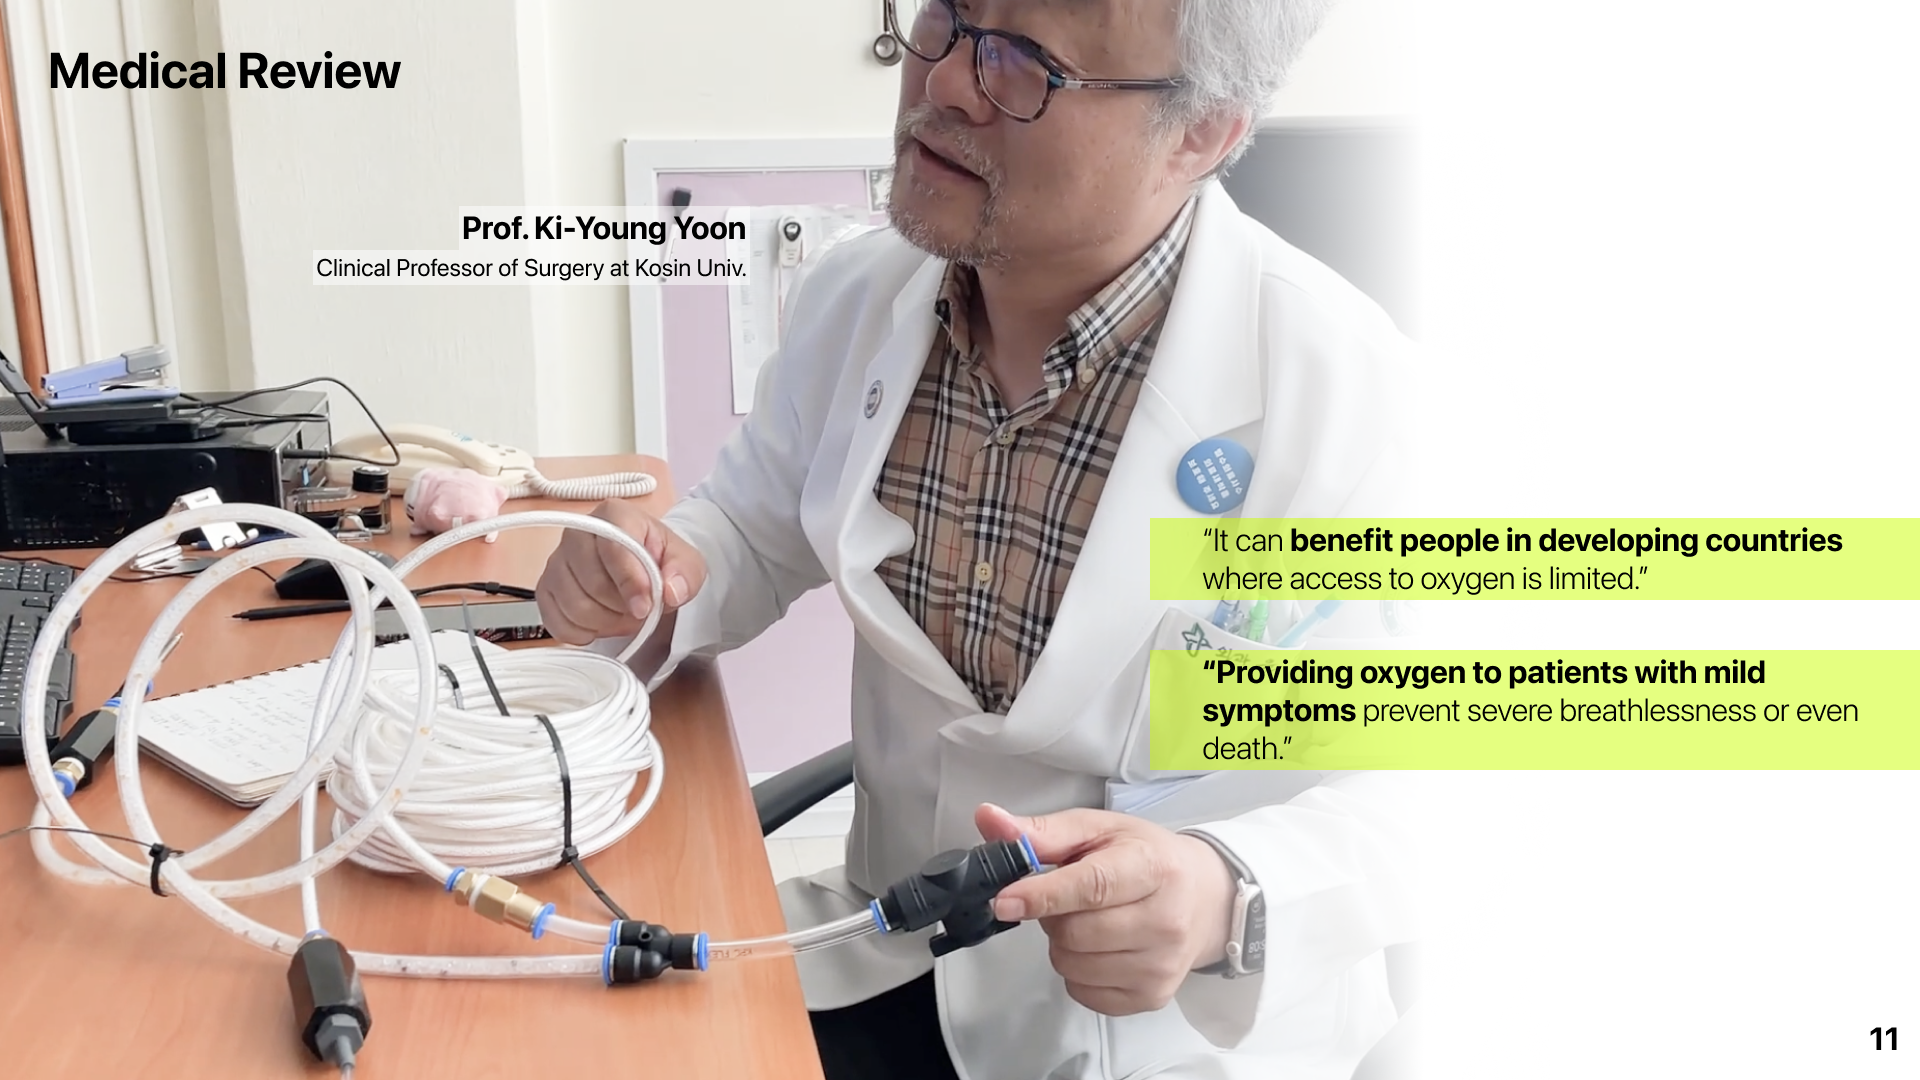 Medical Review
Prof. Ki-Young Yoon
Clinical Professor of Surgery at Kosin Univ.
“It can benefit people in developing countries
where access to oxygen is limited.”
“Providing oxygen to patients with mild
symptoms prevent severe breathlessness or even
death.”
11